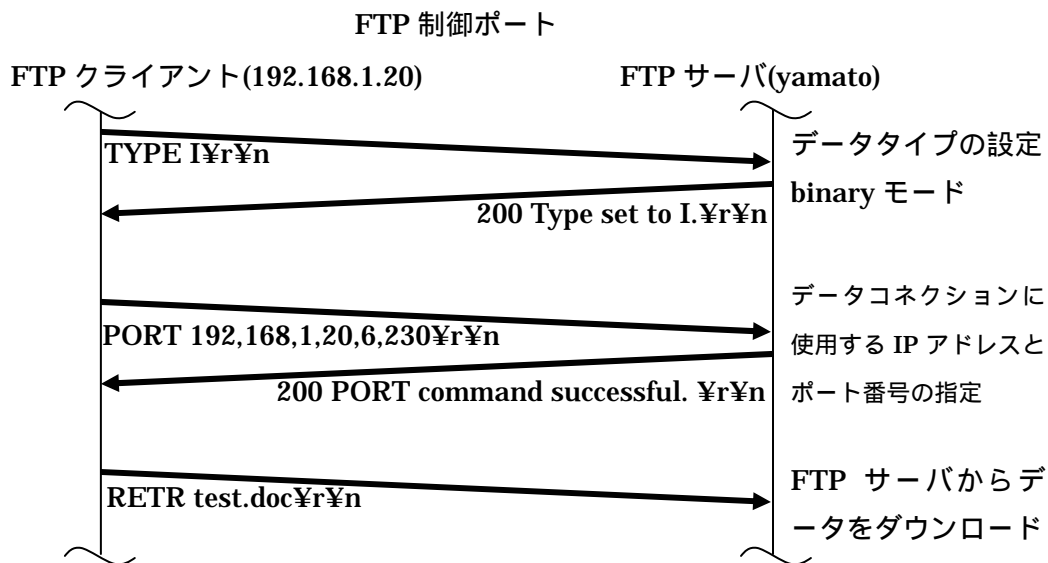 FTP 制御ポート
FTP クライアント(192.168.1.20)
FTP サーバ(yamato)
TYPE I¥r¥n
200 Type set to I.¥r¥n
データタイプの設定
binary モード
PORT 192,168,1,20,6,230¥r¥n
200 PORT command successful. ¥r¥n
データコネクションに
使用する IP アドレスと
ポート番号の指定
RETR test.doc¥r¥n
FTP サーバからデ
ータをダウンロード